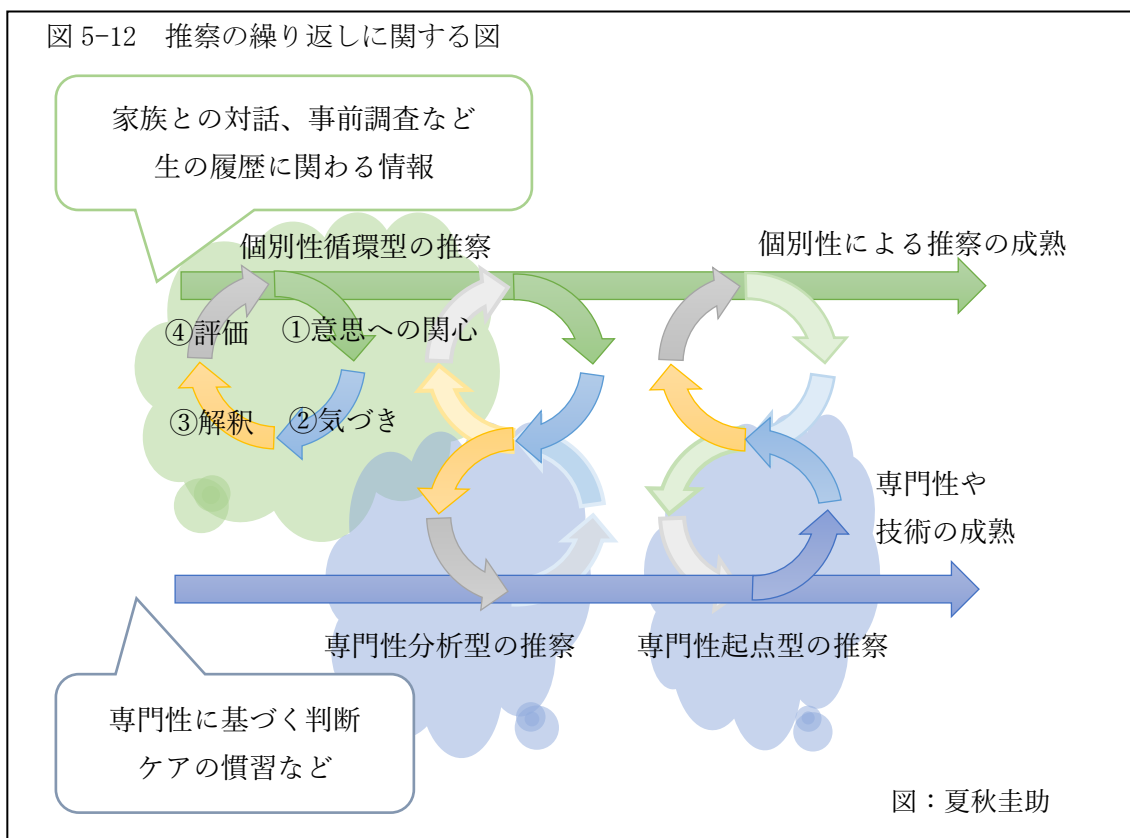 図 5-12　推察の繰り返しに関する図
家族との対話、事前調査など
生の履歴に関わる情報
個別性循環型の推察
個別性による推察の成熟
④評価
①意思への関心
③解釈
②気づき
専門性や
技術の成熟
専門性分析型の推察
専門性起点型の推察
専門性に基づく判断
ケアの慣習など
図：夏秋圭助